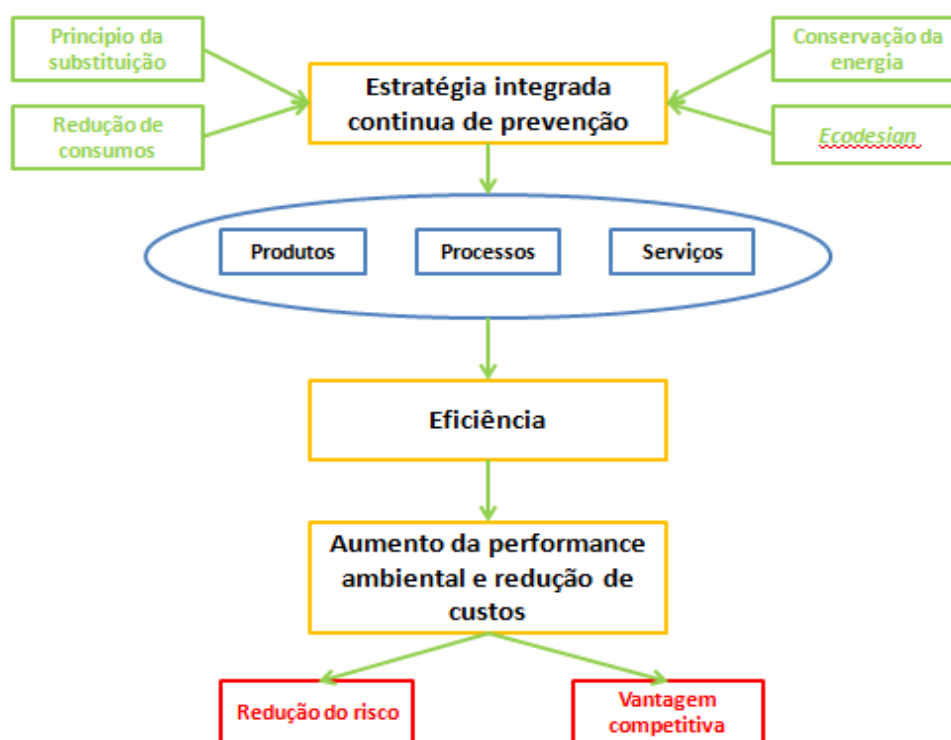 Principio da
substituição
Conservação da
energia
Estratégia integrada
continua de prevenção
Redução de
consumos
Ecodesign
Produtos
Processos
Serviços
Eficiência
Aumento da performance
ambiental e redução de
custos
Redução do risco
Vantagem
competitiva